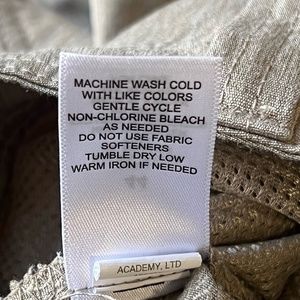 MACHINE WASH COLD
WITH LIKE COLORS
GENTLE CYCLE
NON-CHLORINE BLEACH
AS NEEDED
DO NOT USE FABRIC
SOFTENERS
TUMBLE DRY LOW
WARM IRON IF NEEDED
ACADEMY, LTD